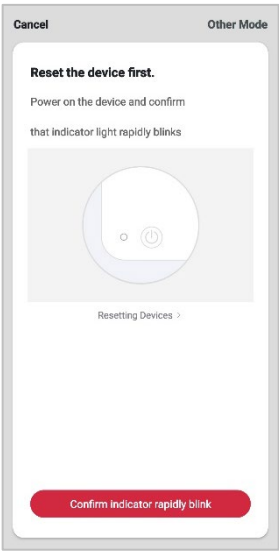 Cancel Other Mode
Reset the device first.
Power on the device and confirm
that indicator light rapidly blinks
Resetting Devices >
Confirm indicator rapidly blink